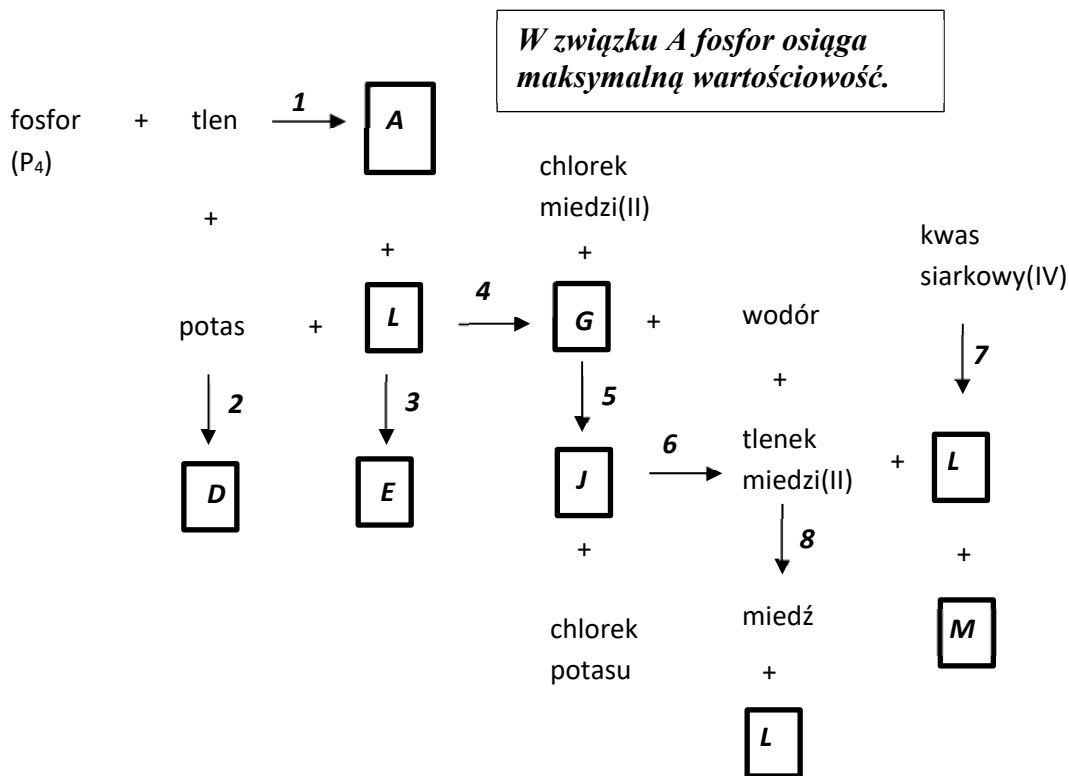 W związku A fosfor osiąga
maksymalną wartościowość.
fosfor + tlen 1 A
(P₄)
chlorek
miedzi(II)
+ + +
kwas
siarkowy(IV)
potas + L 4 G + wodór
7
2 3 5 +
D E J 6 tlenek
miedzi(II) + L
8
+ +
chlorek
potasu
miedź M
+
L